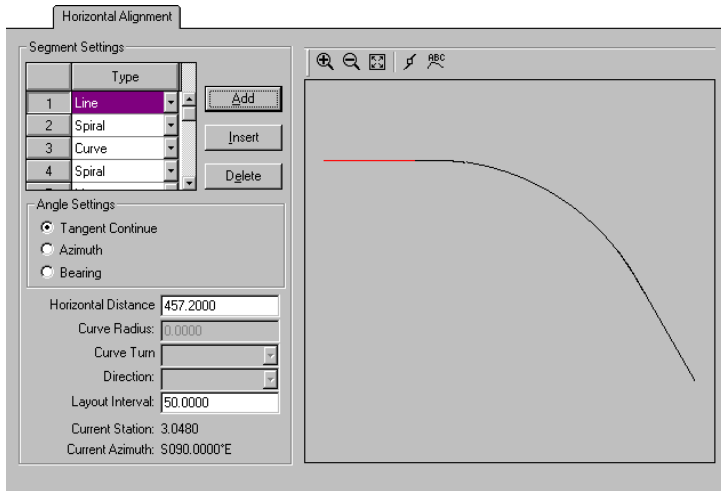 Horizontal Alignment
Segment Settings
Type
1 Line
2 Spiral
3 Curve
4 Spiral
Add
Insert
Delete
Angle Settings
Tangent Continue
Azimuth
Bearing
Horizontal Distance 457.2000
Curve Radius: 0.0000
Curve Turn
Direction:
Layout Interval: 50.0000
Current Station: 3.0480
Current Azimuth: S090.0000°E
ABC